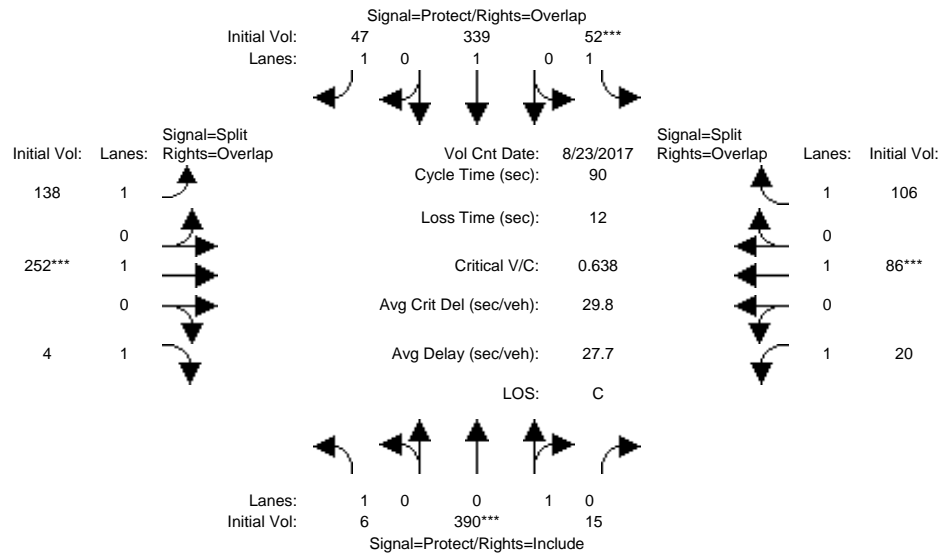 Signal=Protect/Rights=Overlap
Initial Vol: 47 339 52***
Lanes: 1 0 1 0 1
Signal=Split Signal=Split
Initial Vol: Lanes: Rights=Overlap Vol Cnt Date: 8/23/2017 Rights=Overlap Lanes: Initial Vol:
Cycle Time (sec): 90
138 1 1 106
Loss Time (sec): 12
0 0
252*** 1 Critical V/C: 0.638 1 86***
0 Avg Crit Del (sec/veh): 29.8 0
4 1 Avg Delay (sec/veh): 27.7 1 20
LOS: C
Lanes: 1 0 0 1 0
Initial Vol: 6 390*** 15
Signal=Protect/Rights=Include